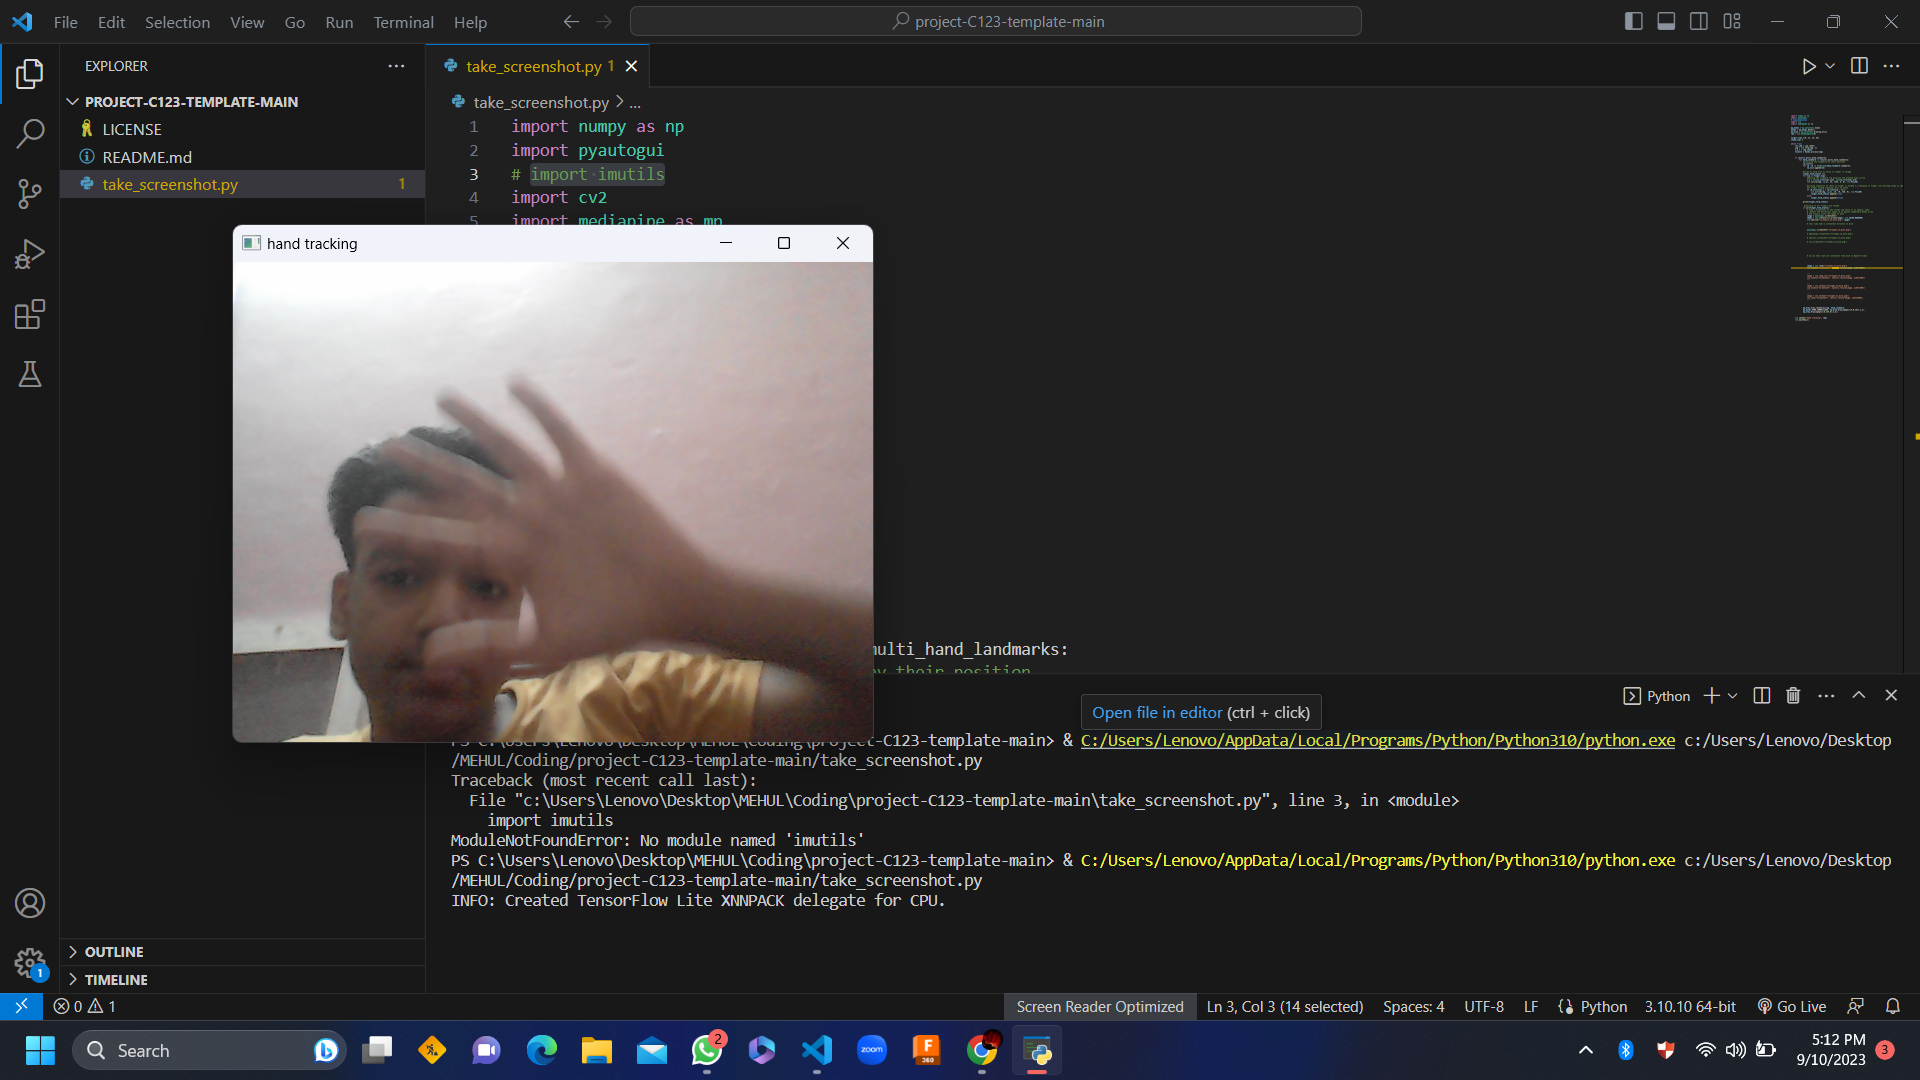 File Edit Selection View Go Run Terminal Help
project-C123-template-main
EXPLORER
PROJECT-C123-TEMPLATE-MAIN
LICENSE
README.md
take_screenshot.py 1
OUTLINE
TIMELINE
take_screenshot.py 1
take_screenshot.py > ...
1 import numpy as np
2 import pyautogui
3 # import imutils
4 import cv2
5 import mediapipe as mp
hand tracking
multi_hand_landmarks:
by their position
Python
Open file in editor (ctrl + click)
PS C:\Users\Lenovo\Desktop\MEHUL\Coding\project-C123-template-main> & C:/Users/Lenovo/AppData/Local/Programs/Python/Python310/python.exe c:/Users/Lenovo/Desktop
/MEHUL/Coding/project-C123-template-main/take_screenshot.py
Traceback (most recent call last):
File "c:\Users\Lenovo\Desktop\MEHUL\Coding\project-C123-template-main\take_screenshot.py", line 3, in <module>
import imutils
ModuleNotFoundError: No module named 'imutils'
PS C:\Users\Lenovo\Desktop\MEHUL\Coding\project-C123-template-main> & C:/Users/Lenovo/AppData/Local/Programs/Python/Python310/python.exe c:/Users/Lenovo/Desktop
/MEHUL/Coding/project-C123-template-main/take_screenshot.py
INFO: Created TensorFlow Lite XNNPACK delegate for CPU.
1
0 1
Screen Reader Optimized Ln 3, Col 3 (14 selected) Spaces: 4 UTF-8 LF Python 3.10.10 64-bit Go Live
Search
2
zoom
F
360
5:12 PM
9/10/2023
3